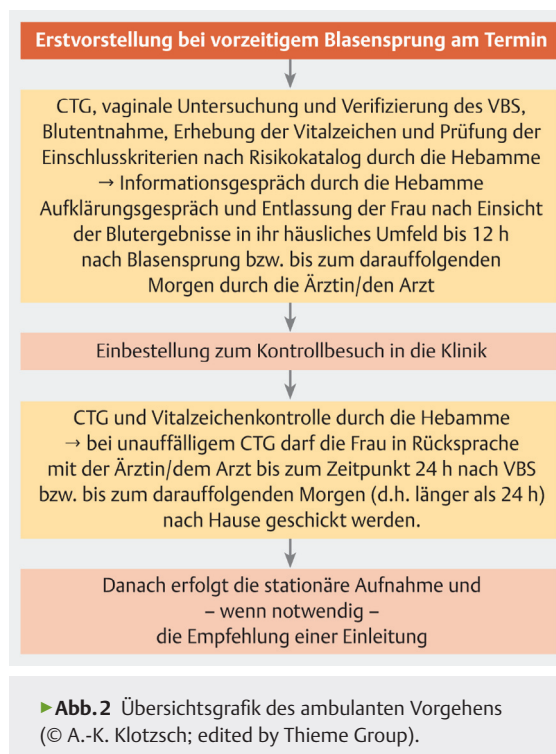 Erstvorstellung bei vorzeitigem Blasensprung am Termin
CTG, vaginale Untersuchung und Verifizierung des VBS,
Blutentnahme, Erhebung der Vitalzeichen und Prüfung der
Einschlusskriterien nach Risikokatalog durch die Hebamme
→ Informationsgespräch durch die Hebamme
Aufklärungsgespräch und Entlassung der Frau nach Einsicht
der Blutergebnisse in ihr häusliches Umfeld bis 12 h
nach Blasensprung bzw. bis zum darauffolgenden
Morgen durch die Ärztin/den Arzt
Einbestellung zum Kontrollbesuch in die Klinik
CTG und Vitalzeichenkontrolle durch die Hebamme
→ bei unauffälligem CTG darf die Frau in Rücksprache
mit der Ärztin/dem Arzt bis zum Zeitpunkt 24 h nach VBS
bzw. bis zum darauffolgenden Morgen (d.h. länger als 24 h)
nach Hause geschickt werden.
Danach erfolgt die stationäre Aufnahme und
– wenn notwendig –
die Empfehlung einer Einleitung
►Abb. 2 Übersichtsgrafik des ambulanten Vorgehens
(© A.-K. Klotzsch; edited by Thieme Group).